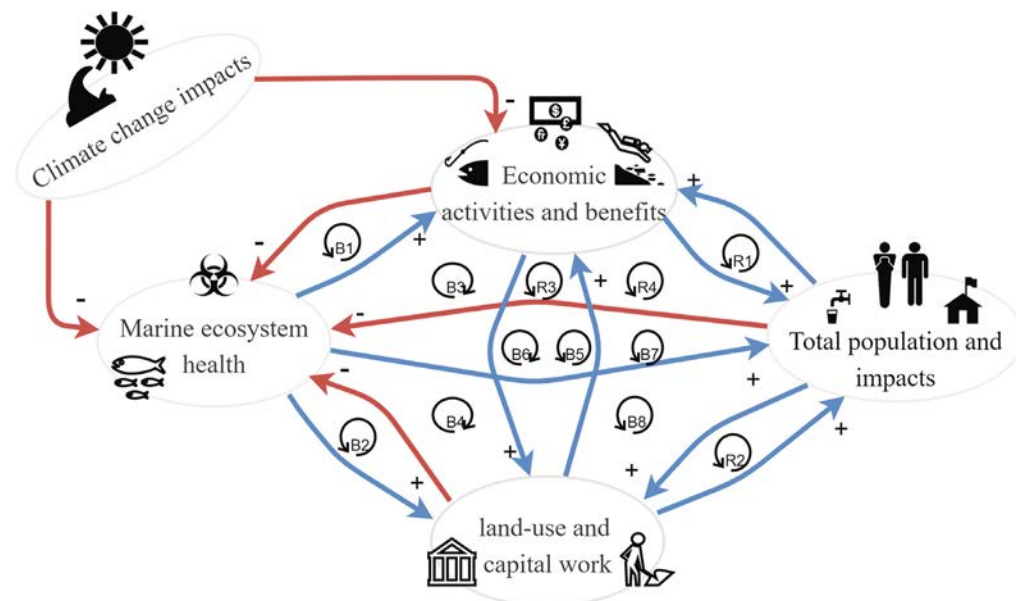 Climate change impacts
-
Economic
activities and benefits
+
-
B1
+
R1
+
-
B3
R3
+
R4
-
Marine ecosystem
health
-
B6
B5
B7
Total population and
impacts
+
B4
B8
B2
+
+
+
R2
+
land-use and
capital work